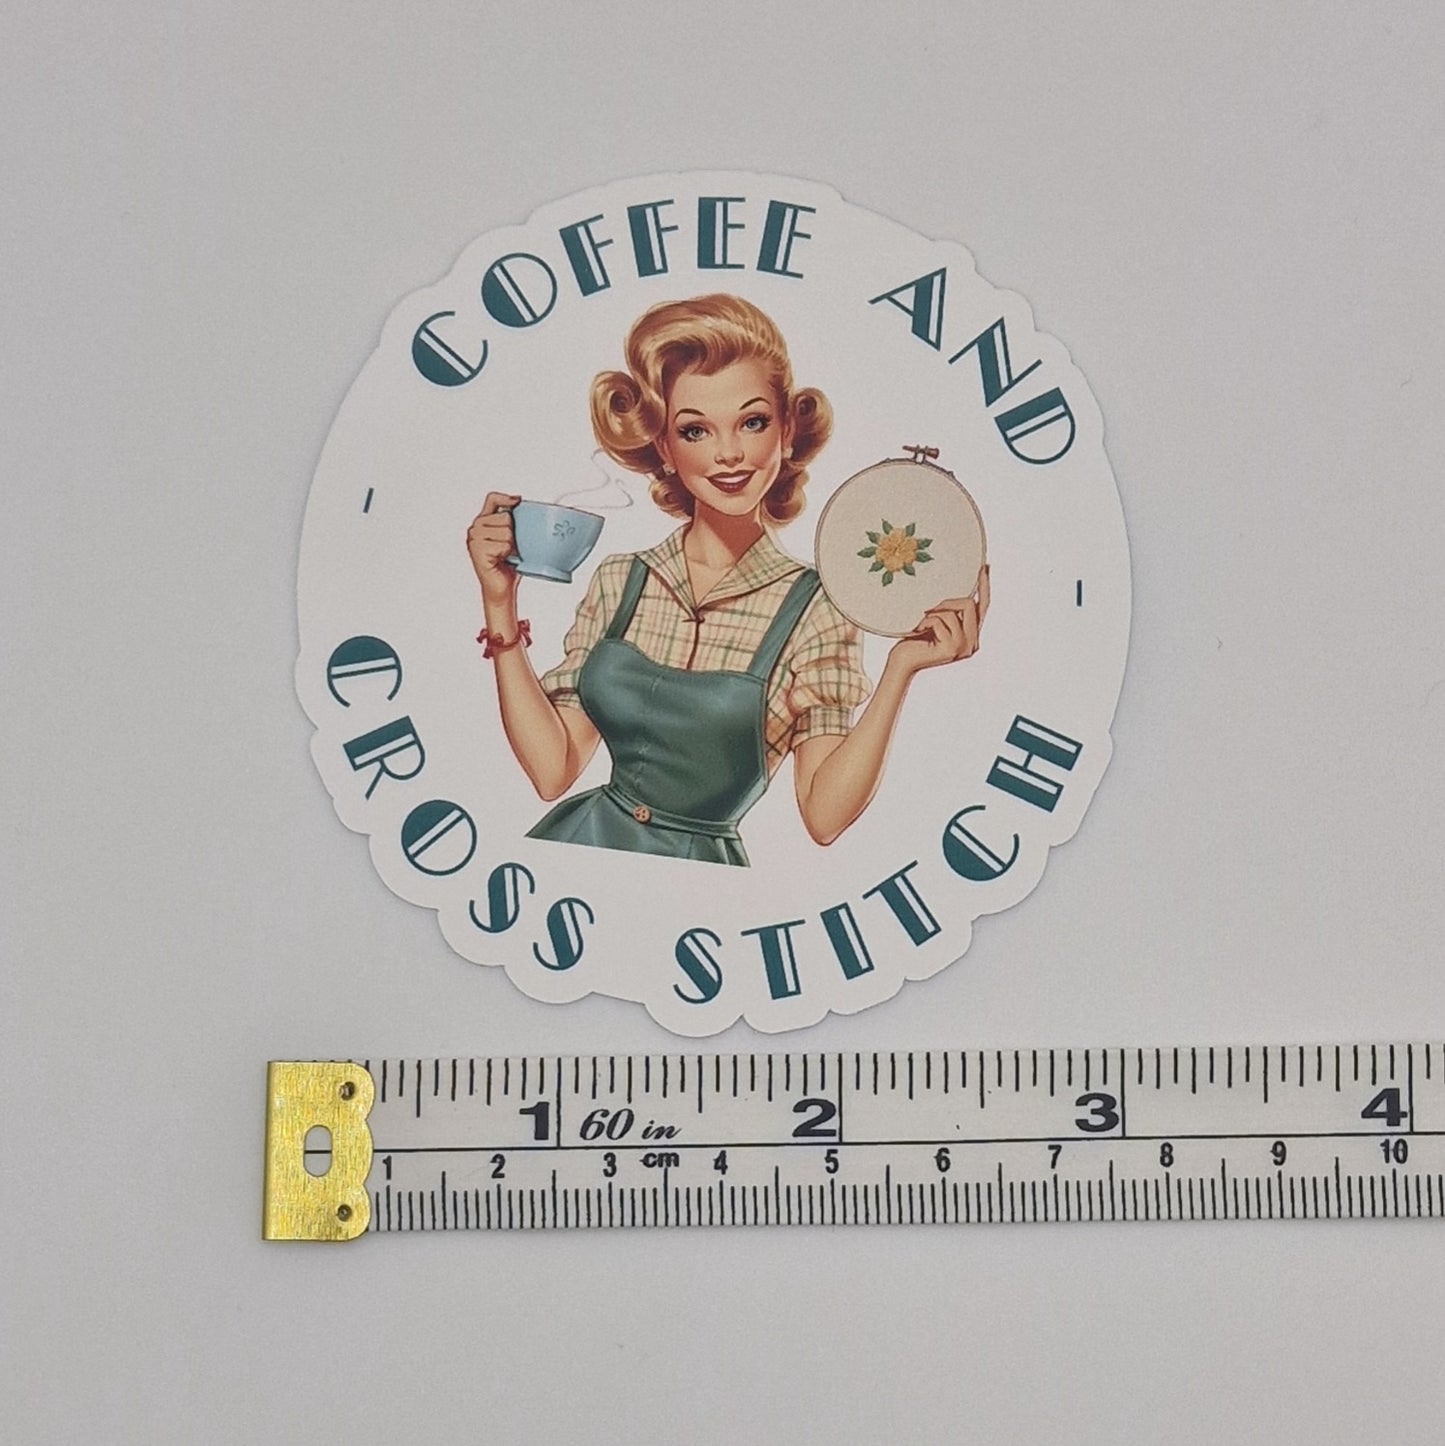 COFFEE AND
- CROSS STITCH -
1 60 in 2 3 4
1 2 3 cm 4 5 6 7 8 9 10